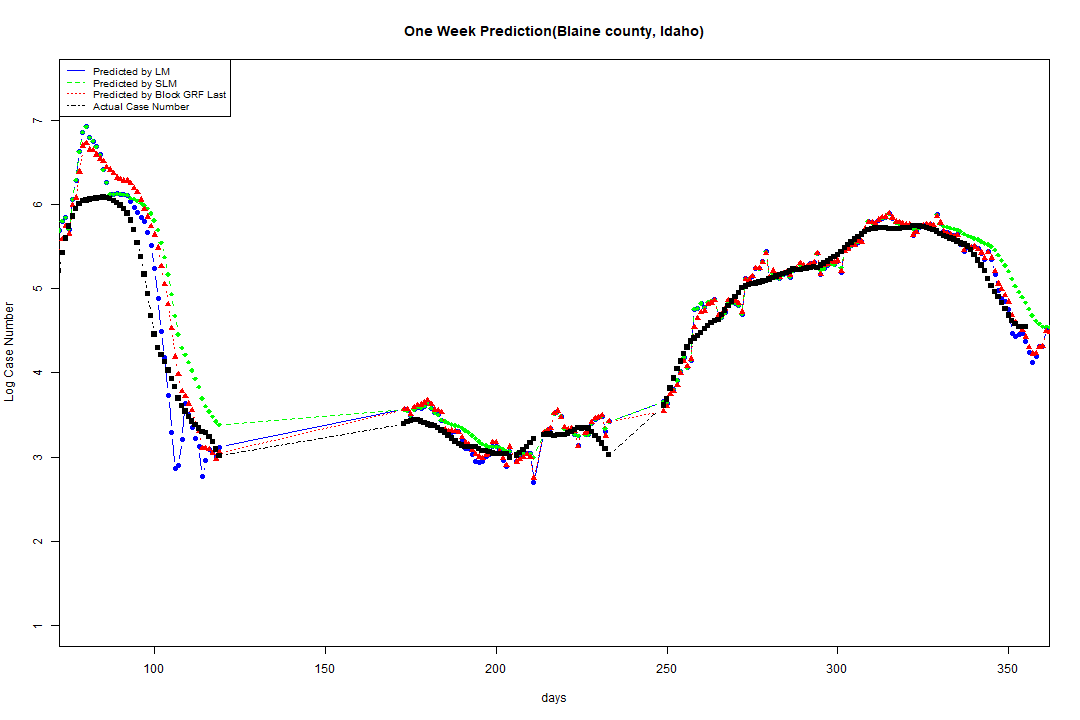 One Week Prediction(Blaine county, Idaho)
Predicted by LM
Predicted by SLM
Predicted by Block GRF Last
Actual Case Number
7
6
5
4
3
2
1
Log Case Number
100 150 200 250 300 350
days